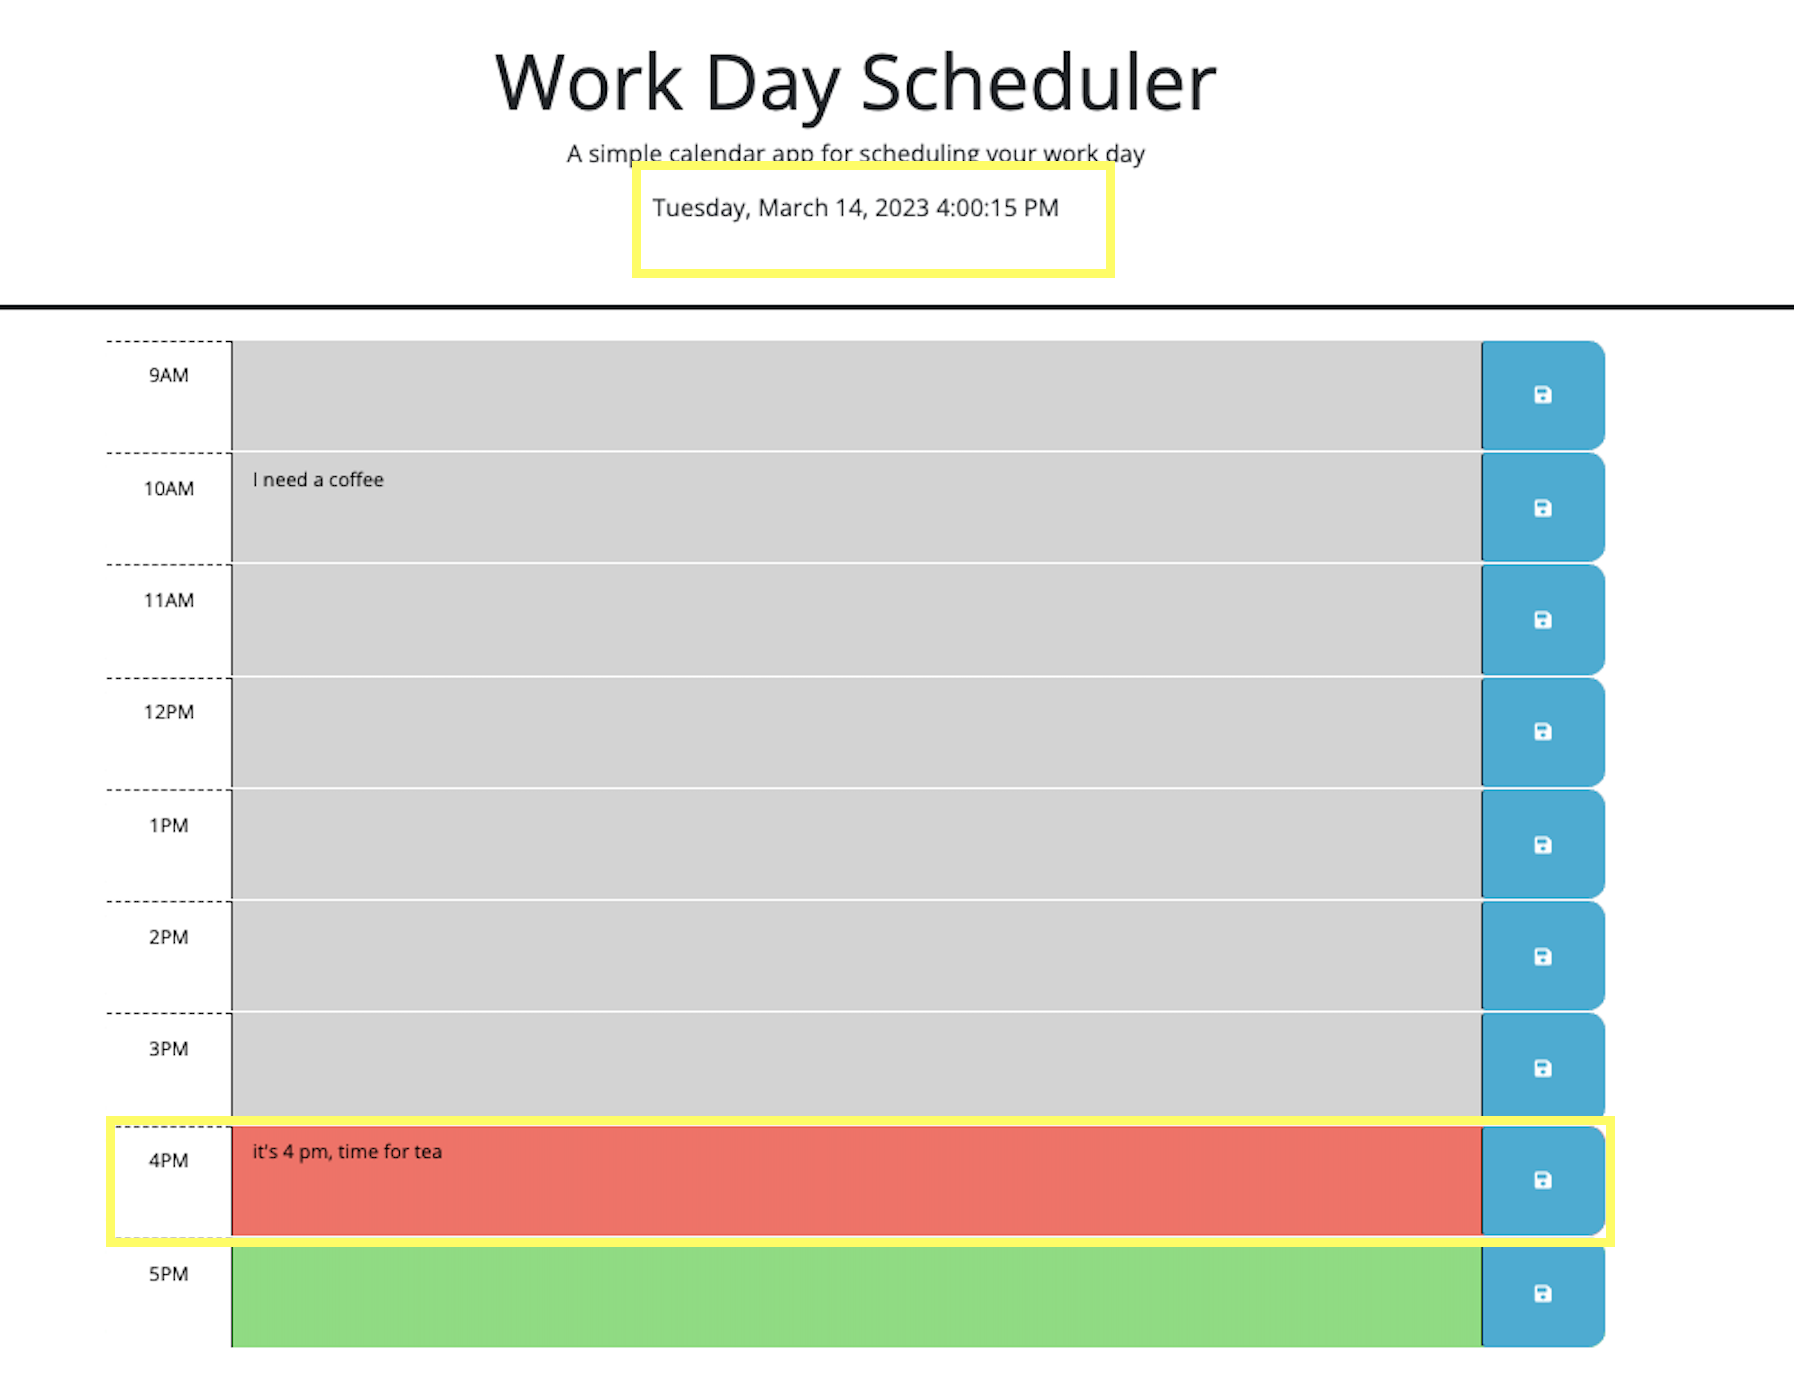 Work Day Scheduler
A simple calendar app for scheduling your work day
Tuesday, March 14, 2023 4:00:15 PM
9AM
10AM I need a coffee
11AM
12PM
1PM
2PM
3PM
4PM it's 4 pm, time for tea
5PM